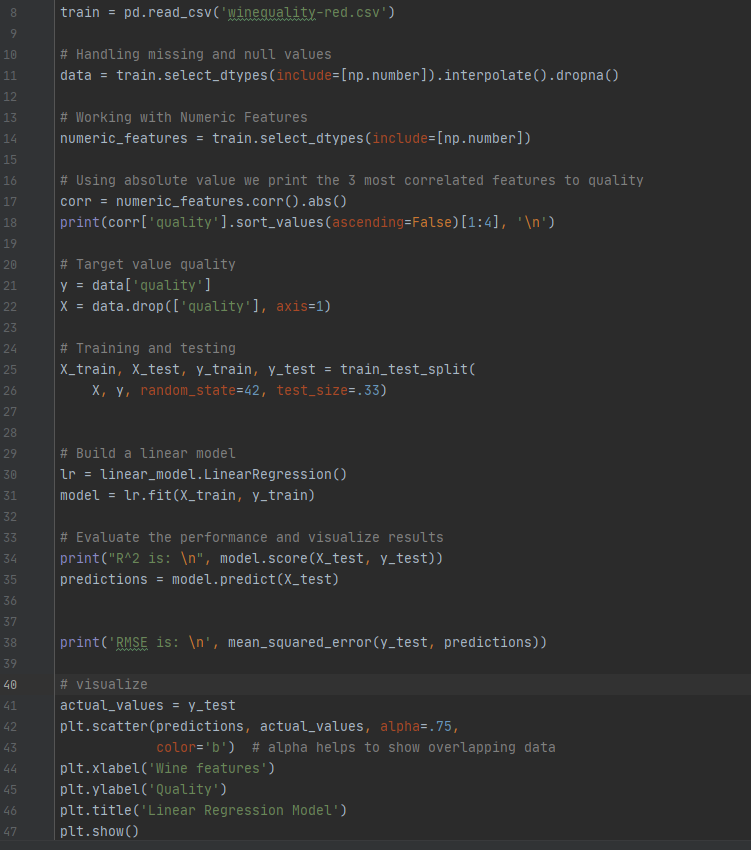 8 train = pd.read_csv('winequality-red.csv')
9
10 # Handling missing and null values
11 data = train.select_dtypes(include=[np.number]).interpolate().dropna()
12
13 # Working with Numeric Features
14 numeric_features = train.select_dtypes(include=[np.number])
15
16 # Using absolute value we print the 3 most correlated features to quality
17 corr = numeric_features.corr().abs()
18 print(corr['quality'].sort_values(ascending=False)[1:4], '\n')
19
20 # Target value quality
21 y = data['quality']
22 X = data.drop(['quality'], axis=1)
23
24 # Training and testing
25 X_train, X_test, y_train, y_test = train_test_split(
26     X, y, random_state=42, test_size=.33)
27
28
29 # Build a linear model
30 lr = linear_model.LinearRegression()
31 model = lr.fit(X_train, y_train)
32
33 # Evaluate the performance and visualize results
34 print("R^2 is: \n", model.score(X_test, y_test))
35 predictions = model.predict(X_test)
36
37
38 print('RMSE is: \n', mean_squared_error(y_test, predictions))
39
40 # visualize
41 actual_values = y_test
42 plt.scatter(predictions, actual_values, alpha=.75,
43             color='b')  # alpha helps to show overlapping data
44 plt.xlabel('Wine features')
45 plt.ylabel('Quality')
46 plt.title('Linear Regression Model')
47 plt.show()